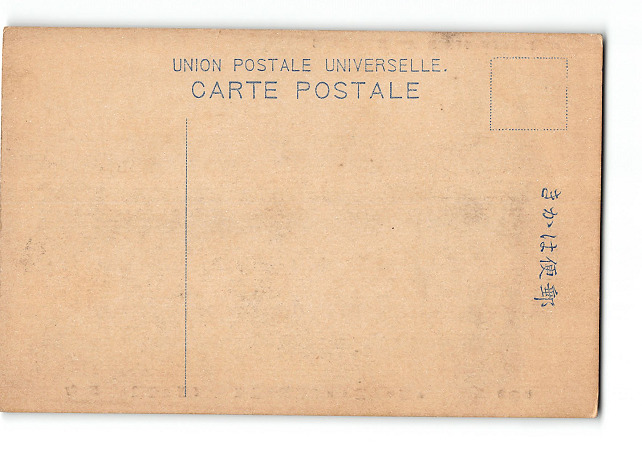 UNION POSTALE UNIVERSELLE.
CARTE POSTALE
きかは便郵